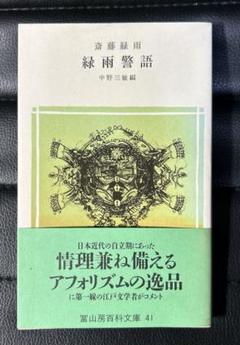 斎藤緑雨
緑雨警語
中野三敏編
日本近代の自立期にあった
情理兼ね備える
アフォリズムの逸品
に第一線の江戸文学者がコメント
冨山房百科文庫 41